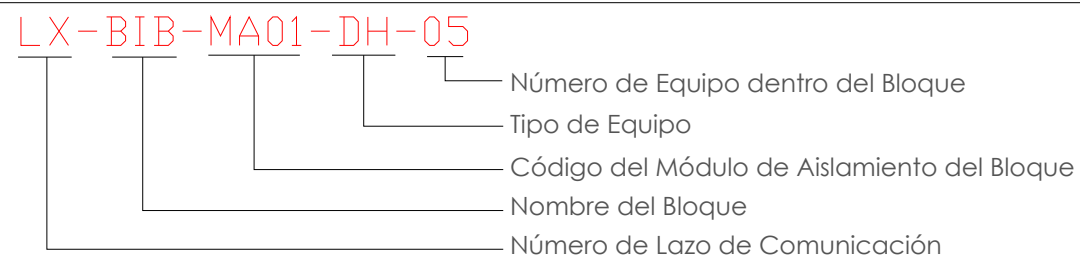 LX-BIB-MA01-DH-05
Número de Equipo dentro del Bloque
Tipo de Equipo
Código del Módulo de Aislamiento del Bloque
Nombre del Bloque
Número de Lazo de Comunicación